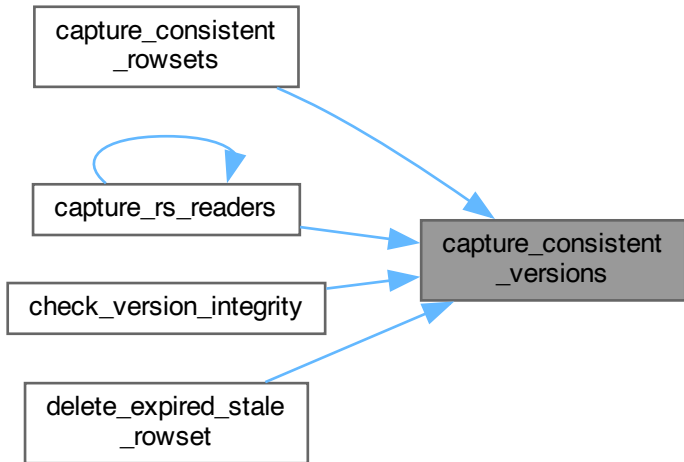 capture_consistent
_rowsets
capture_rs_readers
capture_consistent
_versions
check_version_integrity
delete_expired_stale
_rowset